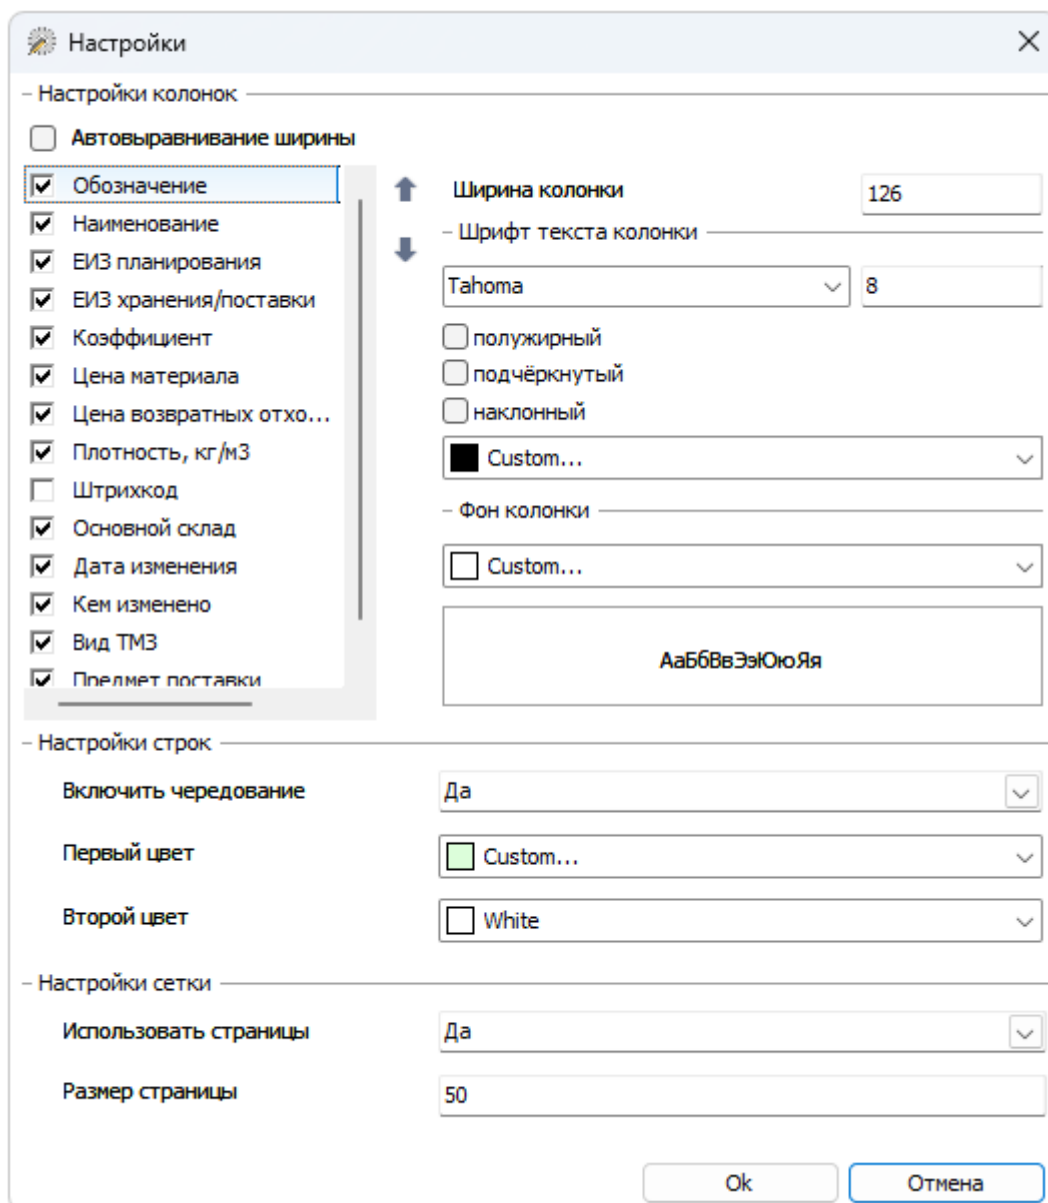 Настройки
Настройки колонок
Автовыравнивание ширины
Обозначение
Наименование
ЕИЗ планирования
ЕИЗ хранения/поставки
Коэффициент
Цена материала
Цена возвратных отхо...
Плотность, кг/м3
Штрихкод
Основной склад
Дата изменения
Кем изменено
Вид ТМЗ
Предмет поставки
Ширина колонки 126
Шрифт текста колонки
Tahoma 8
полужирный
подчёркнутый
наклонный
Custom...
Фон колонки
Custom...
АаБбВвЭэЮюЯя
Настройки строк
Включить чередование Да
Первый цвет Custom...
Второй цвет White
Настройки сетки
Использовать страницы Да
Размер страницы 50
Ok Отмена